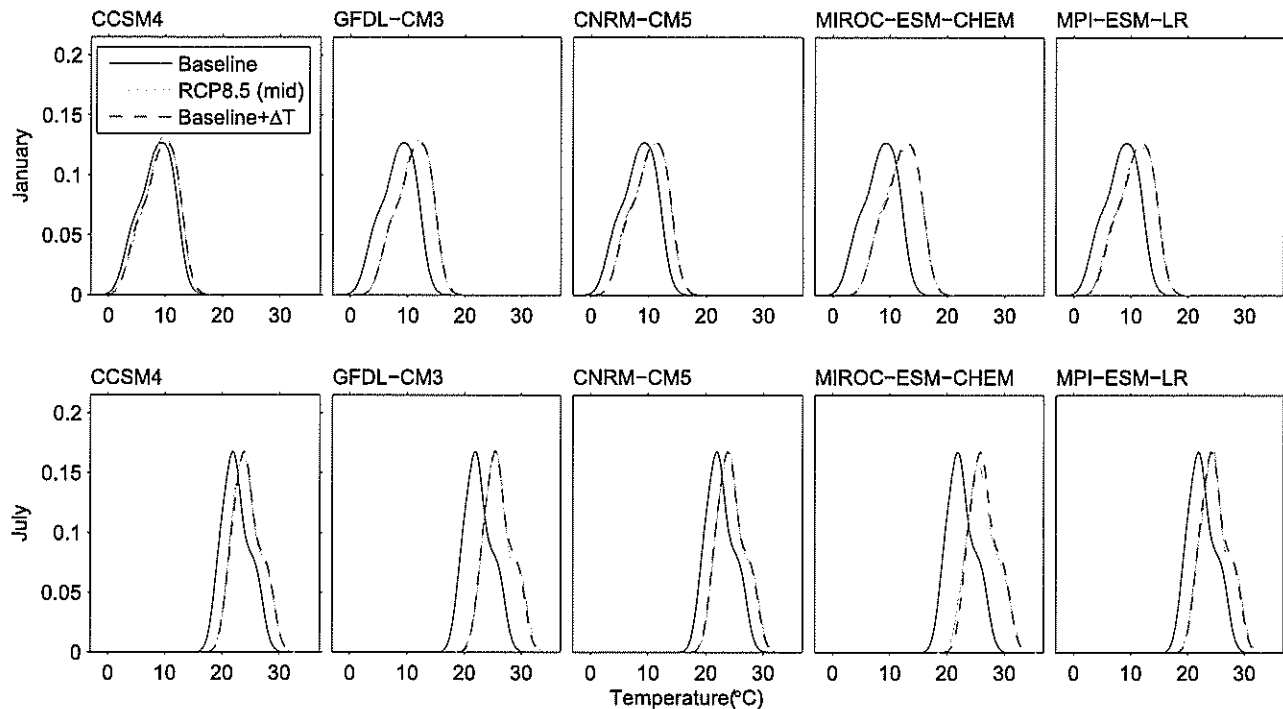 CCSM4
GFDL-CM3
CNRM-CM5
MIROC-ESM-CHEM
MPI-ESM-LR
0.2
0.15
0.1
0.05
0
January
Baseline
RCP8.5 (mid)
Baseline+ΔT
0 10 20 30
0 10 20 30
0 10 20 30
0 10 20 30
0 10 20 30
CCSM4
GFDL-CM3
CNRM-CM5
MIROC-ESM-CHEM
MPI-ESM-LR
0.2
0.15
0.1
0.05
0
July
0 10 20 30
0 10 20 30
0 10 20 30
0 10 20 30
0 10 20 30
Temperature(°C)